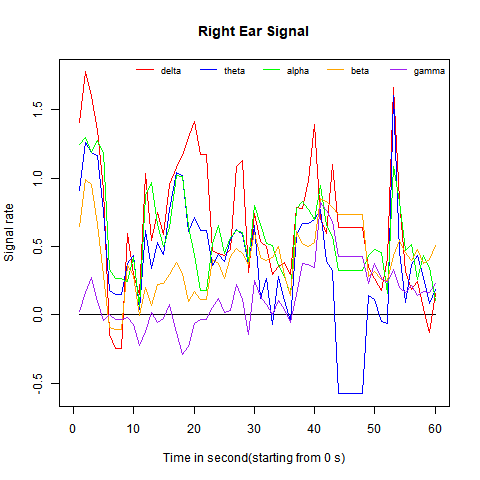 Right Ear Signal
delta theta alpha beta gamma
Signal rate
1.5
1.0
0.5
0.0
-0.5
0 10 20 30 40 50 60
Time in second(starting from 0 s)